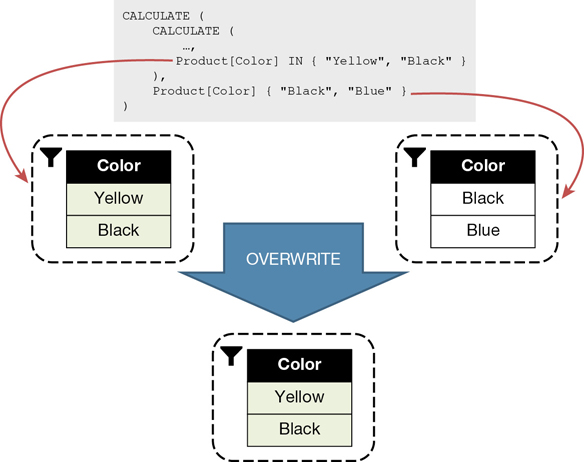 CALCULATE (
CALCULATE (
…,
Product[Color] IN { "Yellow", "Black" }
),
Product[Color] { "Black", "Blue" }
)
Color
Yellow
Black
Color
Black
Blue
OVERWRITE
Color
Yellow
Black